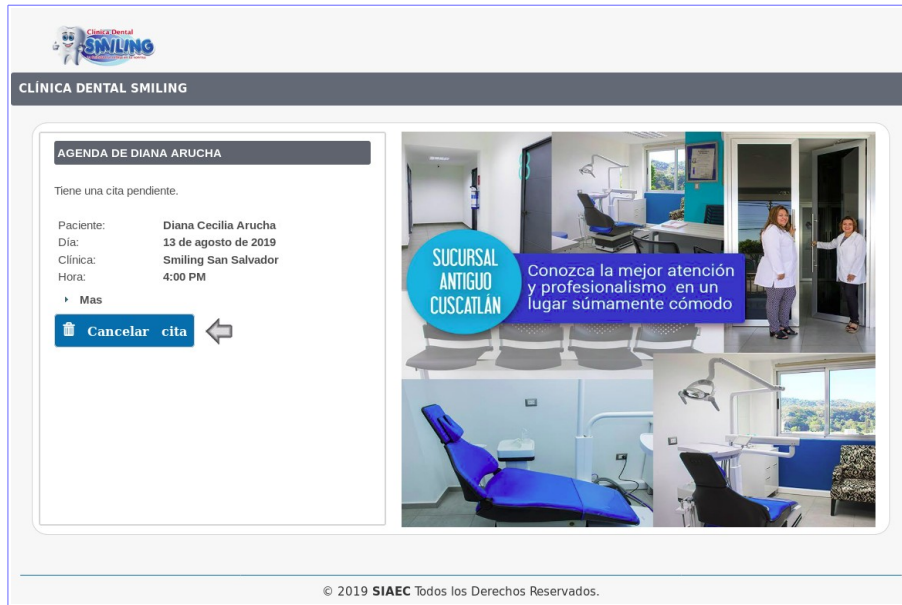 Clínica Dental
SMILING
CLÍNICA DENTAL SMILING
AGENDA DE DIANA ARUCHA
Tiene una cita pendiente.
Paciente: Diana Cecilia Arucha
Día: 13 de agosto de 2019
Clínica: Smiling San Salvador
Hora: 4:00 PM
Mas
Cancelar cita
SUCURSAL
ANTIGUO
CUSCATLÁN
Conozca la mejor atención
y profesionalismo en un
lugar súmamente cómodo
© 2019 SIAEC Todos los Derechos Reservados.